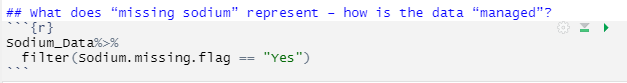 ## What does “missing sodium” represent – how is the data “managed”?
```{r}
Sodium_Data%>%
  filter(Sodium.missing.flag == "Yes")
```